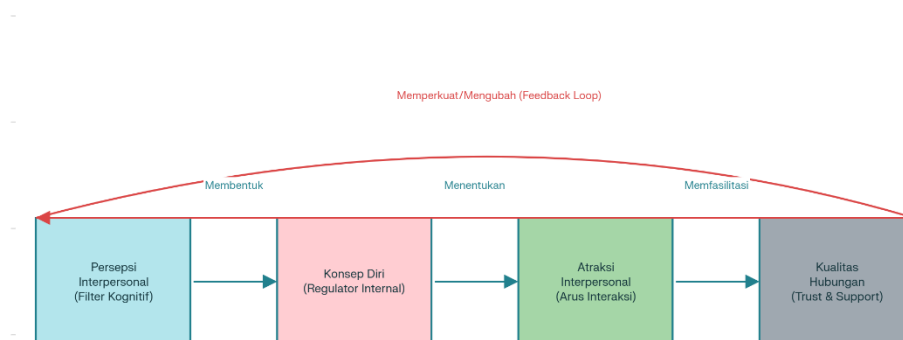 Memperkuat/Mengubah (Feedback Loop)
Membentuk
Menentukan
Memfasilitasi
Persepsi
Interpersonal
(Filter Kognitif)
Konsep Diri
(Regulator Internal)
Atraksi
Interpersonal
(Arus Interaksi)
Kualitas
Hubungan
(Trust & Support)